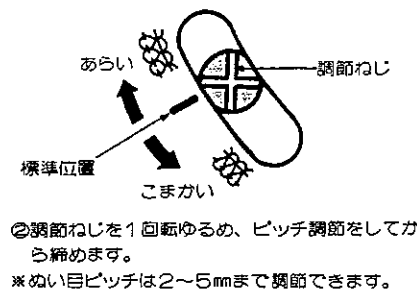 あらい
調節ねじ
標準位置
こまかい
②調節ねじを1回転ゆるめ、ピッチ調節をしてか
ら締めます。
※ぬい目ピッチは2〜5㎜まで調節できます。